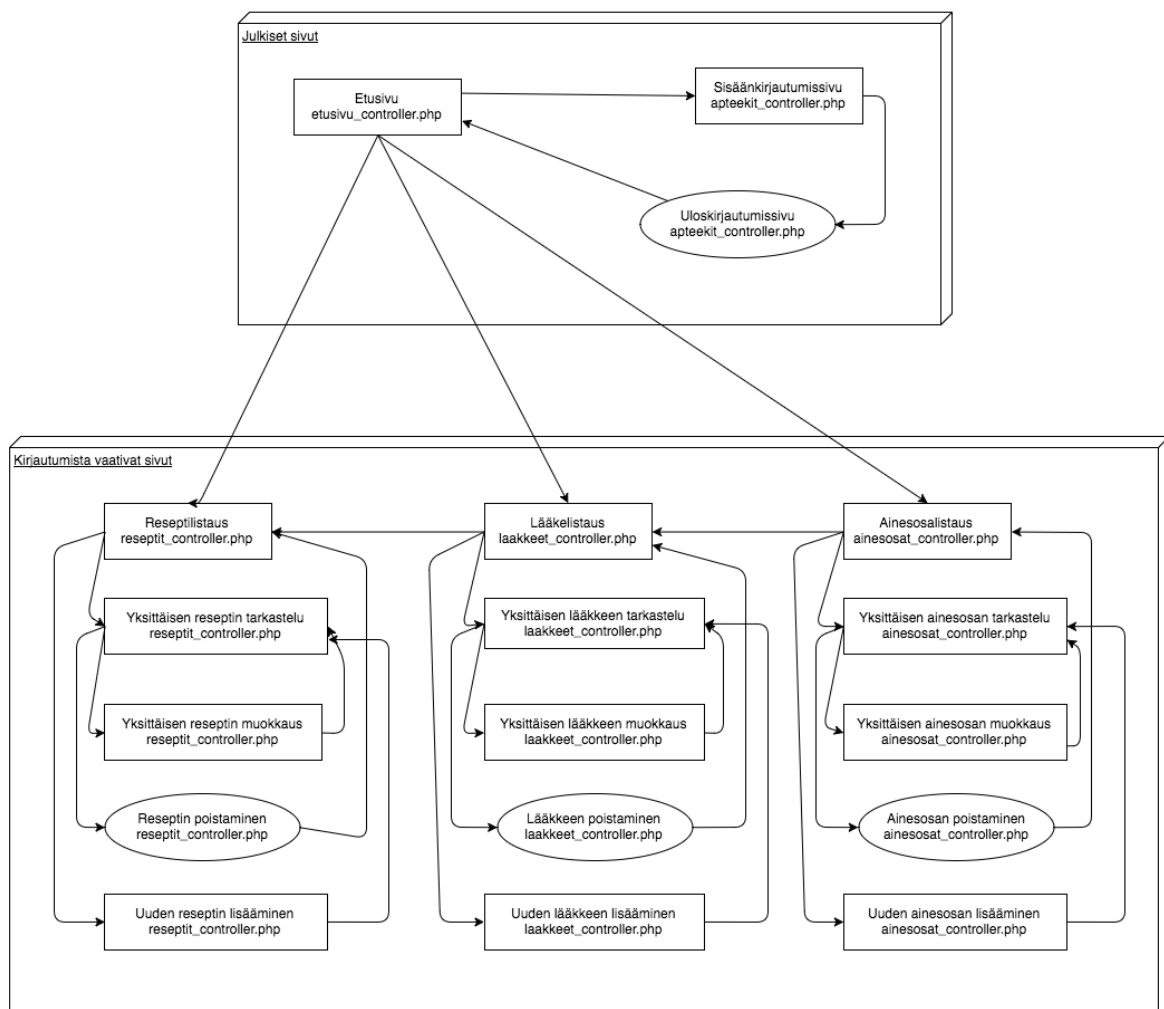 Julkiset sivut
Etusivu
etusivu_controller.php
Sisäänkirjautumissivu
apteekit_controller.php
Uloskirjautumissivu
apteekit_controller.php
Kirjautumista vaativat sivut
Reseptilistaus
reseptit_controller.php
Lääkelistaus
laakkeet_controller.php
Ainesosalistaus
ainesosat_controller.php
Yksittäisen reseptin tarkastelu
reseptit_controller.php
Yksittäisen lääkkeen tarkastelu
laakkeet_controller.php
Yksittäisen ainesosan tarkastelu
ainesosat_controller.php
Yksittäisen reseptin muokkaus
reseptit_controller.php
Yksittäisen lääkkeen muokkaus
laakkeet_controller.php
Yksittäisen ainesosan muokkaus
ainesosat_controller.php
Reseptin poistaminen
reseptit_controller.php
Lääkkeen poistaminen
laakkeet_controller.php
Ainesosan poistaminen
ainesosat_controller.php
Uuden reseptin lisääminen
reseptit_controller.php
Uuden lääkkeen lisääminen
laakkeet_controller.php
Uuden ainesosan lisääminen
ainesosat_controller.php